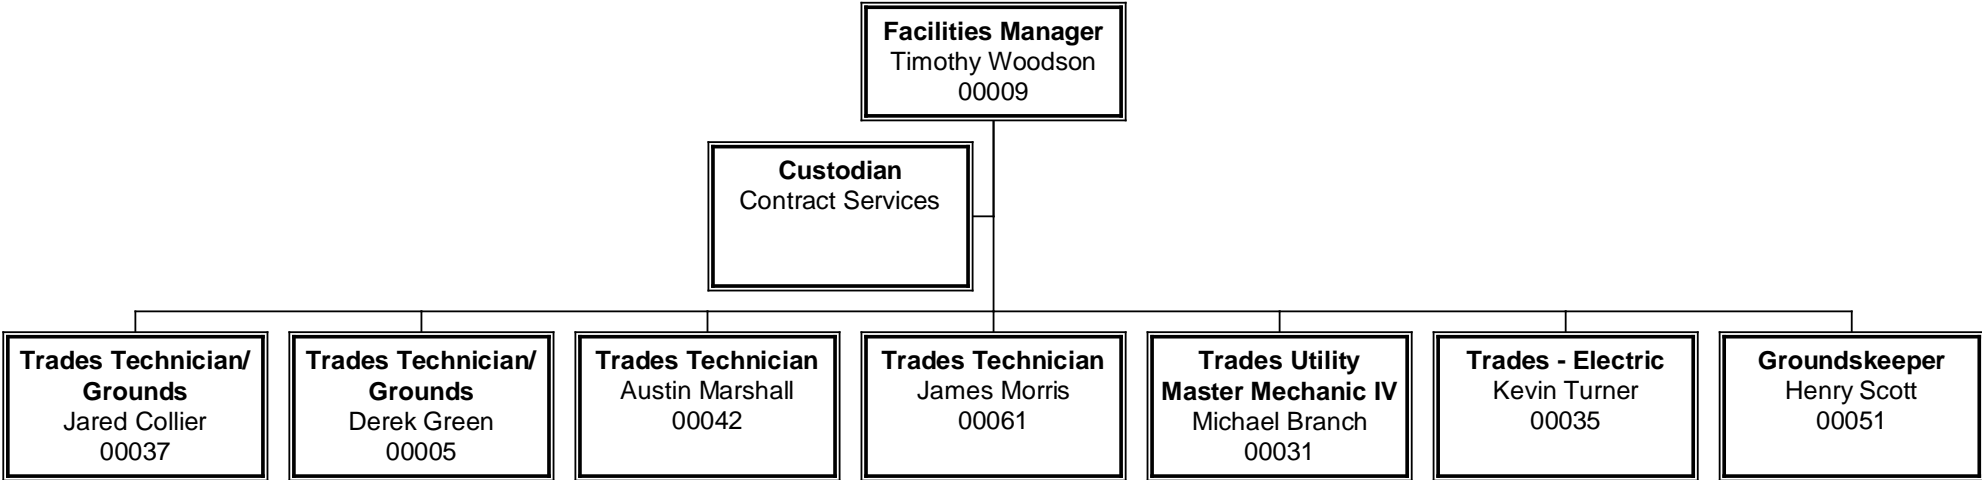 Facilities Manager
Timothy Woodson
00009
Custodian
Contract Services
Trades Technician/
Grounds
Jared Collier
00037
Trades Technician/
Grounds
Derek Green
00005
Trades Technician
Austin Marshall
00042
Trades Technician
James Morris
00061
Trades Utility
Master Mechanic IV
Michael Branch
00031
Trades - Electric
Kevin Turner
00035
Groundskeeper
Henry Scott
00051